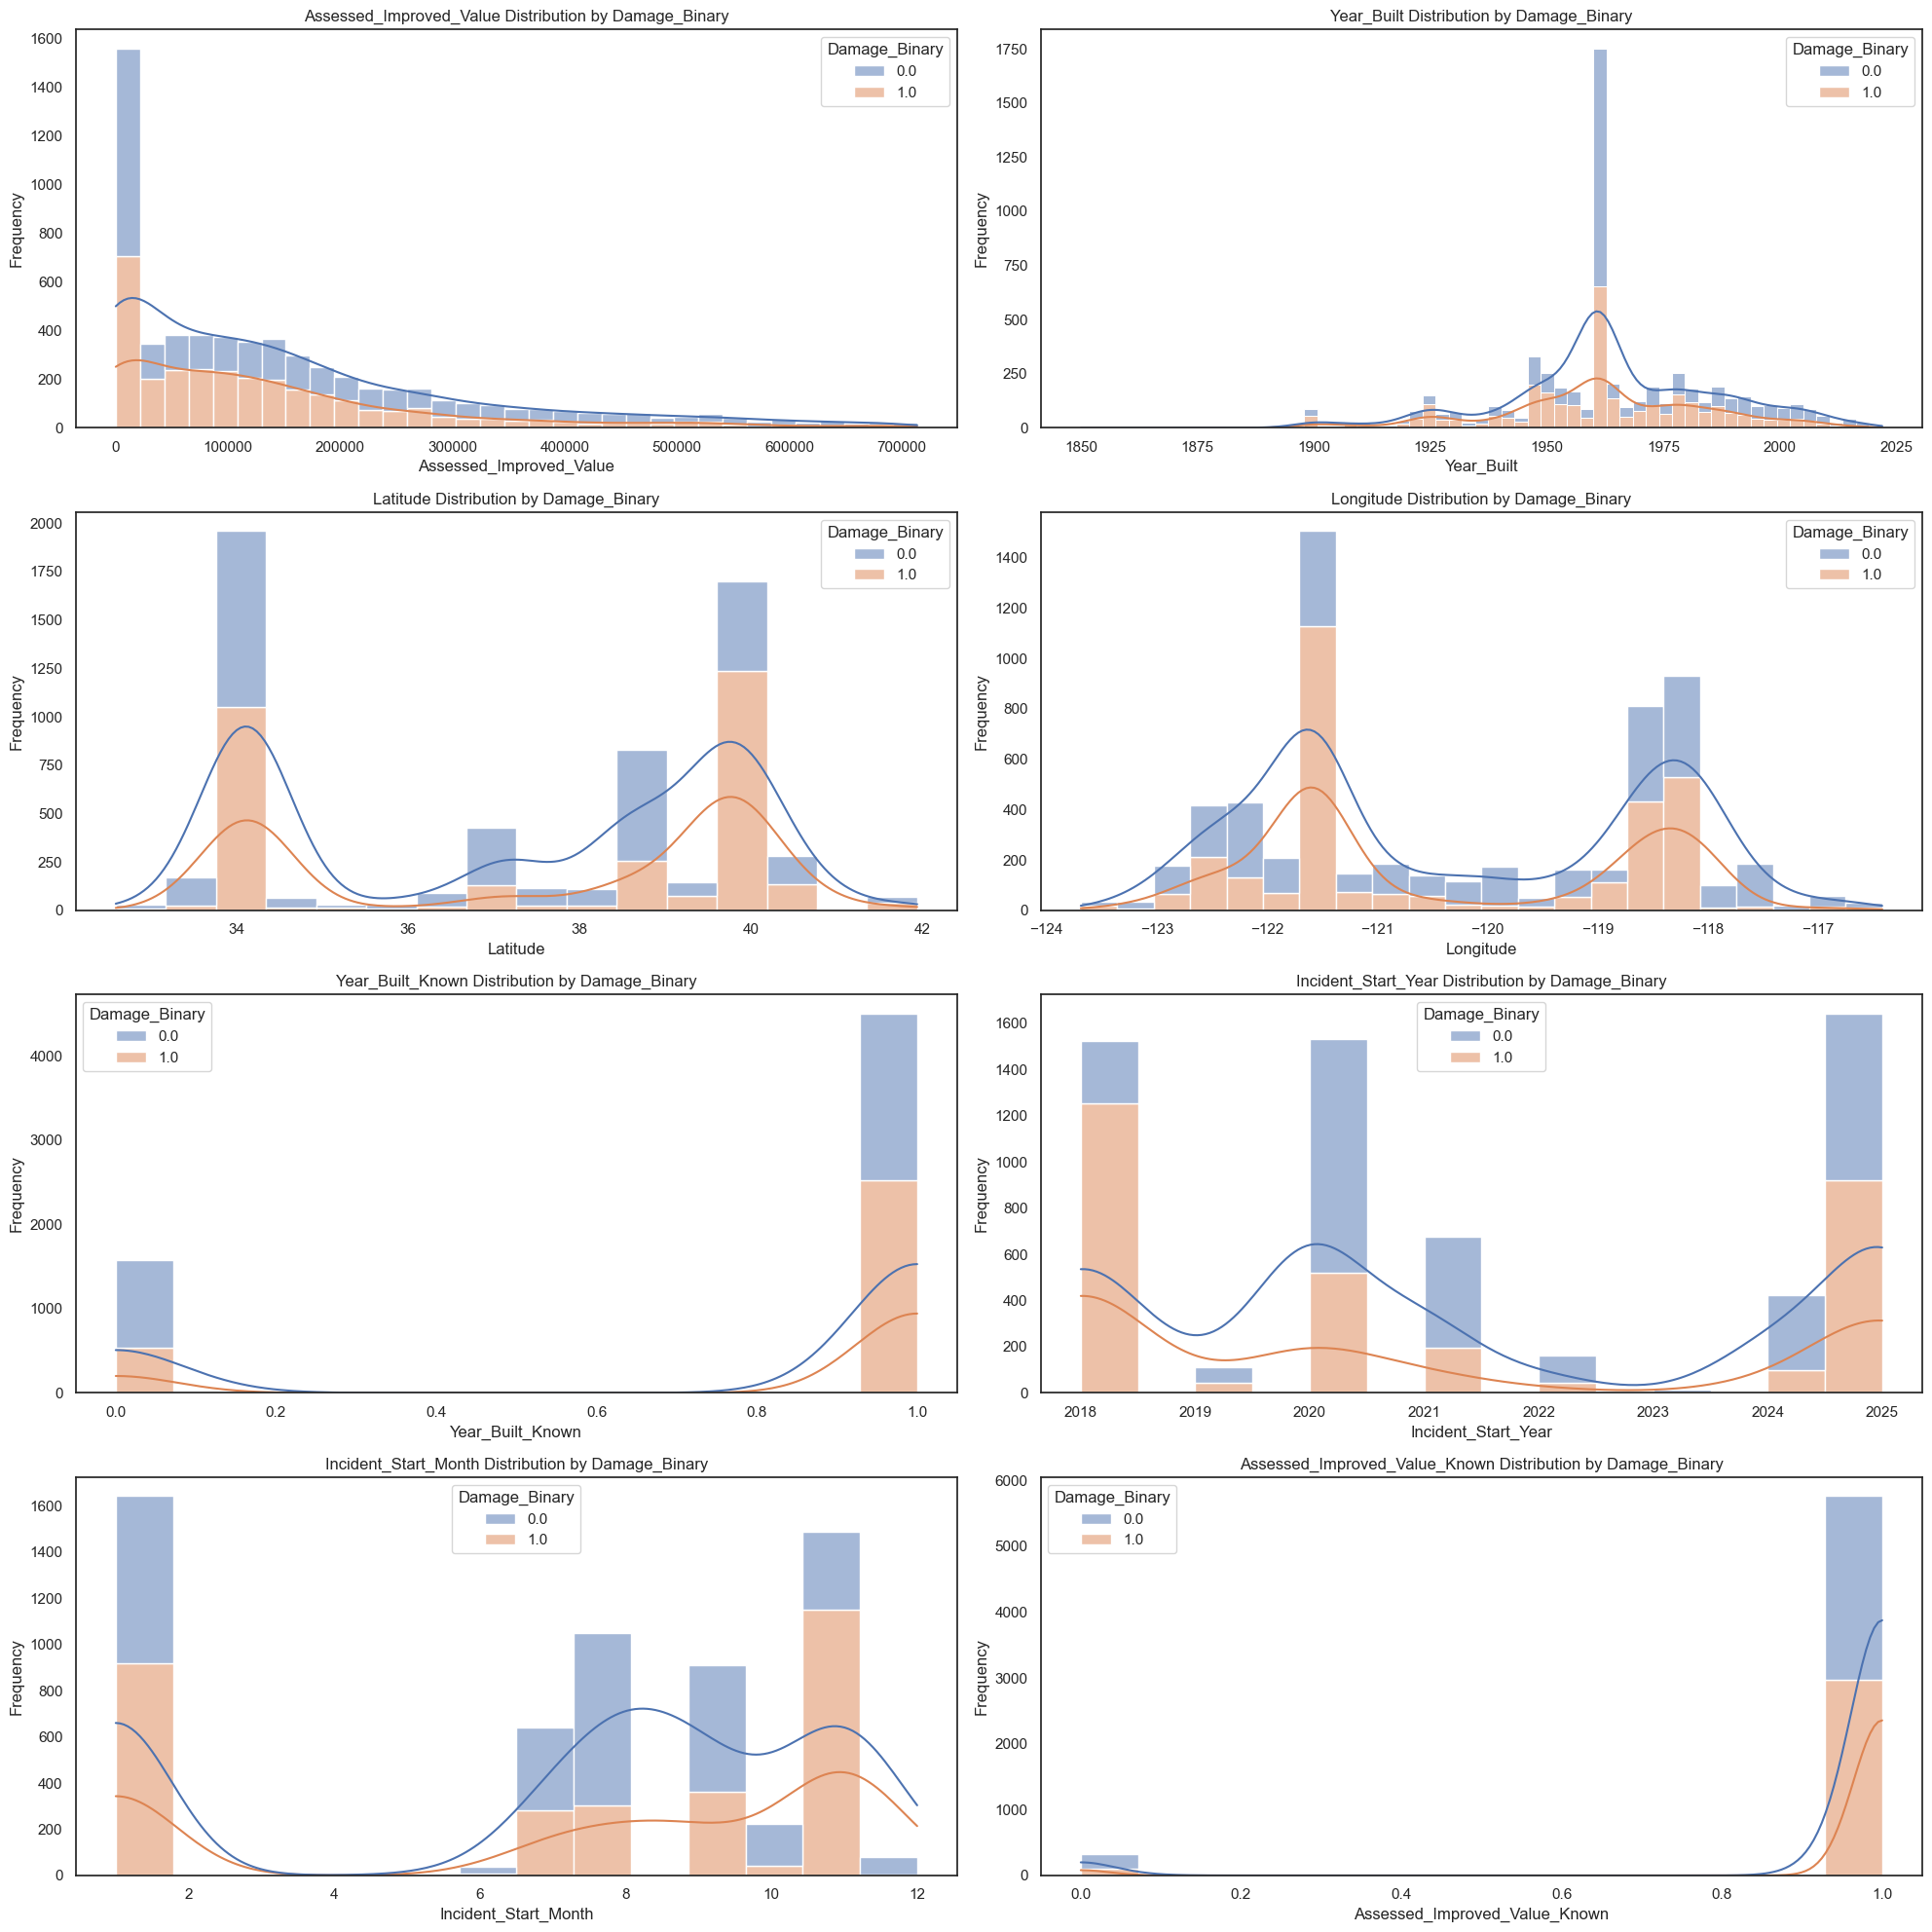 Assessed_Improved_Value Distribution by Damage_Binary
Frequency
1600
1400
1200
1000
800
600
400
200
0
Damage_Binary
0.0
1.0
0 100000 200000 300000 400000 500000 600000 700000
Assessed_Improved_Value
Year_Built Distribution by Damage_Binary
Frequency
1750
1500
1250
1000
750
500
250
0
Damage_Binary
0.0
1.0
1850 1875 1900 1925 1950 1975 2000 2025
Year_Built
Latitude Distribution by Damage_Binary
Frequency
2000
1750
1500
1250
1000
750
500
250
0
Damage_Binary
0.0
1.0
34 36 38 40 42
Latitude
Longitude Distribution by Damage_Binary
Frequency
1400
1200
1000
800
600
400
200
0
Damage_Binary
0.0
1.0
−124 −123 −122 −121 −120 −119 −118 −117
Longitude
Year_Built_Known Distribution by Damage_Binary
Frequency
4000
3000
2000
1000
0
Damage_Binary
0.0
1.0
0.0 0.2 0.4 0.6 0.8 1.0
Year_Built_Known
Incident_Start_Year Distribution by Damage_Binary
Frequency
1600
1400
1200
1000
800
600
400
200
0
Damage_Binary
0.0
1.0
2018 2019 2020 2021 2022 2023 2024 2025
Incident_Start_Year
Incident_Start_Month Distribution by Damage_Binary
Frequency
1600
1400
1200
1000
800
600
400
200
0
Damage_Binary
0.0
1.0
2 4 6 8 10 12
Incident_Start_Month
Assessed_Improved_Value_Known Distribution by Damage_Binary
Frequency
6000
5000
4000
3000
2000
1000
0
Damage_Binary
0.0
1.0
0.0 0.2 0.4 0.6 0.8 1.0
Assessed_Improved_Value_Known